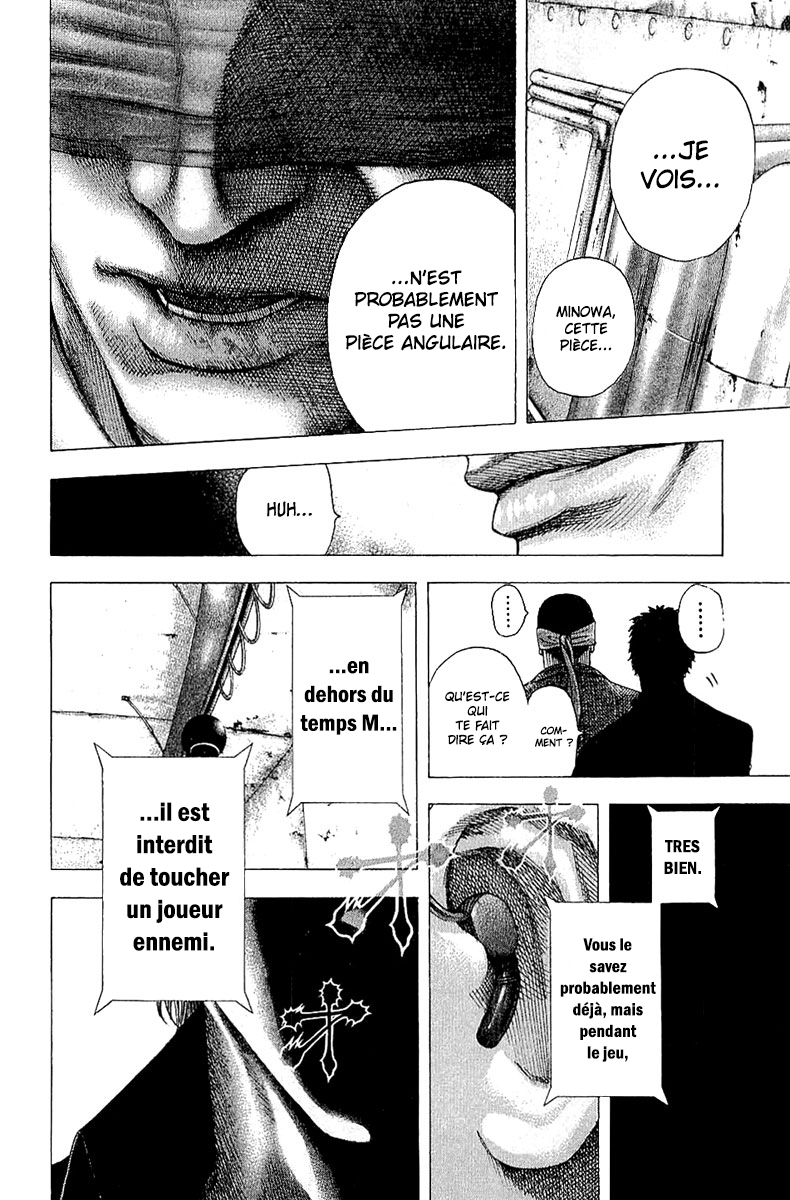 ...JE
VOIS...
MINOWA,
CETTE
PIÈCE...
...N'EST
PROBABLEMENT
PAS UNE
PIÈCE ANGULAIRE.
HUH...
QU'EST-CE
QUI
TE FAIT
DIRE ÇA ?
COM-
MENT ?
TRES
BIEN.
Vous le
savez
probablement
déjà, mais
pendant
le jeu,
...en
dehors du
temps M...
...il est
interdit
de toucher
un joueur
ennemi.